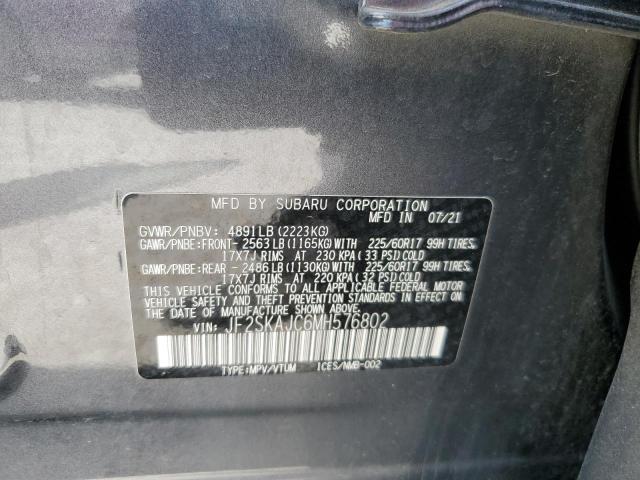 MFD BY SUBARU CORPORATION
MFD IN 07/21
GVWR/PNBV: 4891LB(2223KG)
GAWR/PNBE:FRONT- 2563LB(1165KG)WITH 225/60R17 99H TIRES,
17X7J RIMS AT 230 KPA(33 PSI)COLD
GAWR/PNBE:REAR - 2486LB(1130KG)WITH 225/60R17 99H TIRES,
17X7J RIMS AT 220 KPA(32 PSI)COLD
THIS VEHICLE CONFORMS TO ALL APPLICABLE FEDERAL MOTOR
VEHICLE SAFETY AND THEFT PREVENTION STANDARDS IN EFFECT ON
THE DATE OF MANUFACTURE SHOWN ABOVE.
VIN: JF2SKAJC6MH576802
TYPE:MPV/VTUM ICES/NMB-002